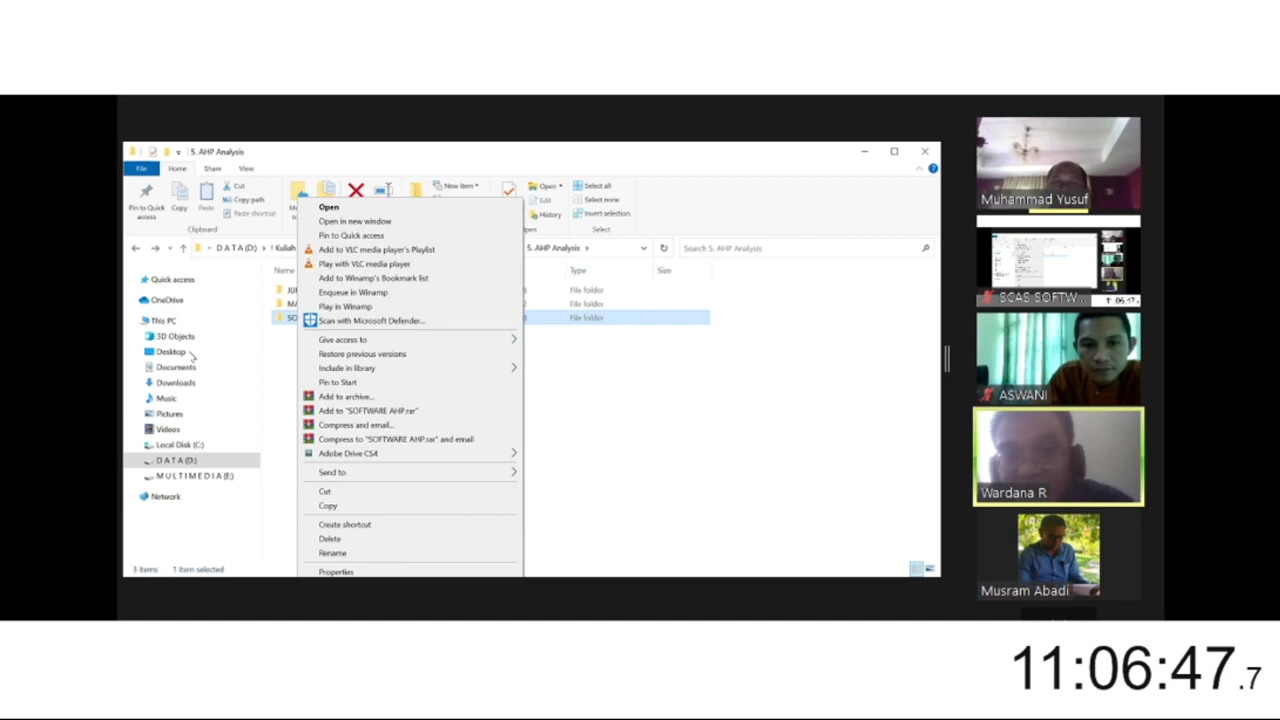 5. AHP Analysis
File Home Share View
Pin to Quick access
Copy
Paste
Cut
Copy path
Paste shortcut
Clipboard
New item
Open
Edit
History
Select all
Select none
Invert selection
Select
D A T A (D:) › ! Kuliah
5. AHP Analysis ›
Search 5. AHP Analysis
Name Type Size
File folder
File folder
SO File folder
Quick access
OneDrive
This PC
3D Objects
Desktop
Documents
Downloads
Music
Pictures
Videos
Local Disk (C:)
D A T A (D:)
M U L T I M E D I A (E:)
Network
3 items 1 item selected
Open
Open in new window
Pin to Quick access
Add to VLC media player's Playlist
Play with VLC media player
Add to Winamp's Bookmark list
Enqueue in Winamp
Play in Winamp
Scan with Microsoft Defender...
Give access to
Restore previous versions
Include in library
Pin to Start
Add to archive...
Add to "SOFTWARE AHP.rar"
Compress and email...
Compress to "SOFTWARE AHP.rar" and email
Adobe Drive CS4
Send to
Cut
Copy
Create shortcut
Delete
Rename
Properties
Muhammad Yusuf
SCAS SOFTW...
ASWANI
Wardana R
Musram Abadi
11:06:47.7